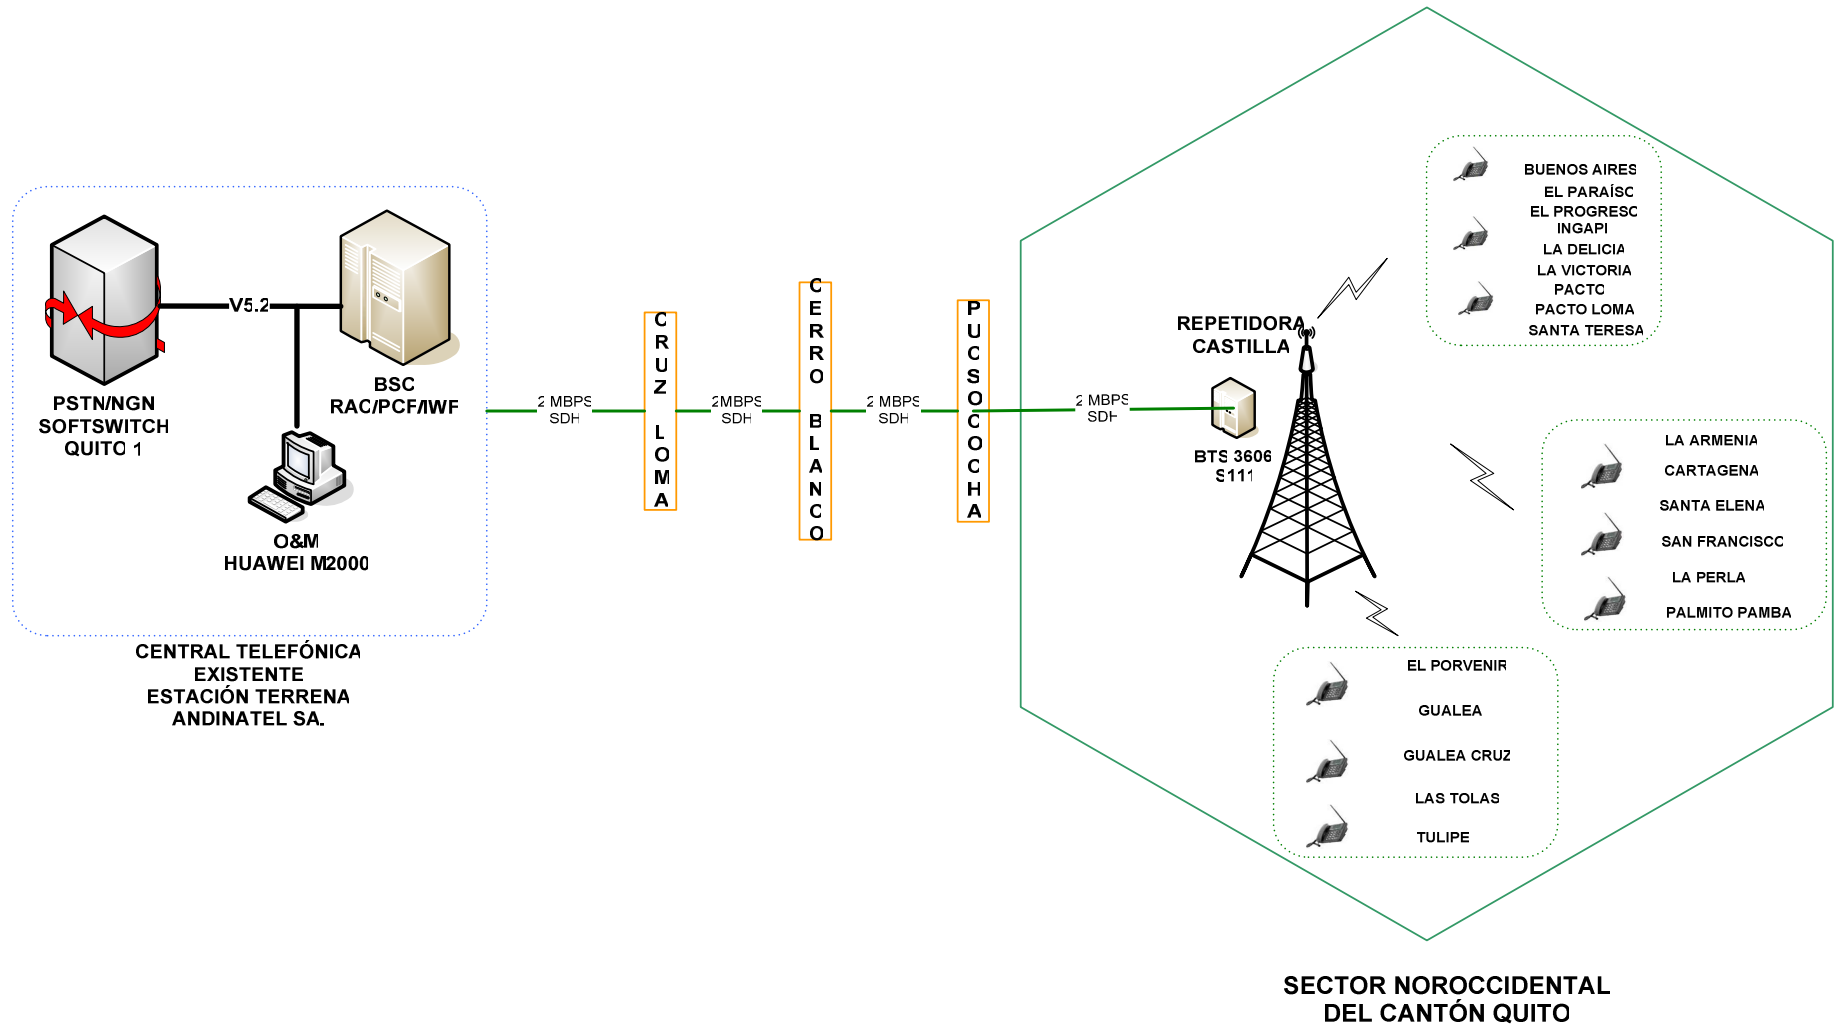 V5.2
PSTN/NGN
SOFTSWITCH
QUITO 1
BSC
RAC/PCF/IWF
O&M
HUAWEI M2000
CENTRAL TELEFÓNICA
EXISTENTE
ESTACIÓN TERRENA
ANDINATEL SA.
2 MBPS
SDH
CRUZ LOMA
2MBPS
SDH
CERRO BLANCO
2 MBPS
SDH
PUCSOCOCHA
2 MBPS
SDH
REPETIDORA
CASTILLA
BTS 3606
S111
BUENOS AIRES
EL PARAÍSO
EL PROGRESO
INGAPI
LA DELICIA
LA VICTORIA
PACTO
PACTO LOMA
SANTA TERESA
LA ARMENIA
CARTAGENA
SANTA ELENA
SAN FRANCISCO
LA PERLA
PALMITO PAMBA
EL PORVENIR
GUALEA
GUALEA CRUZ
LAS TOLAS
TULIPE
SECTOR NOROCCIDENTAL
DEL CANTÓN QUITO